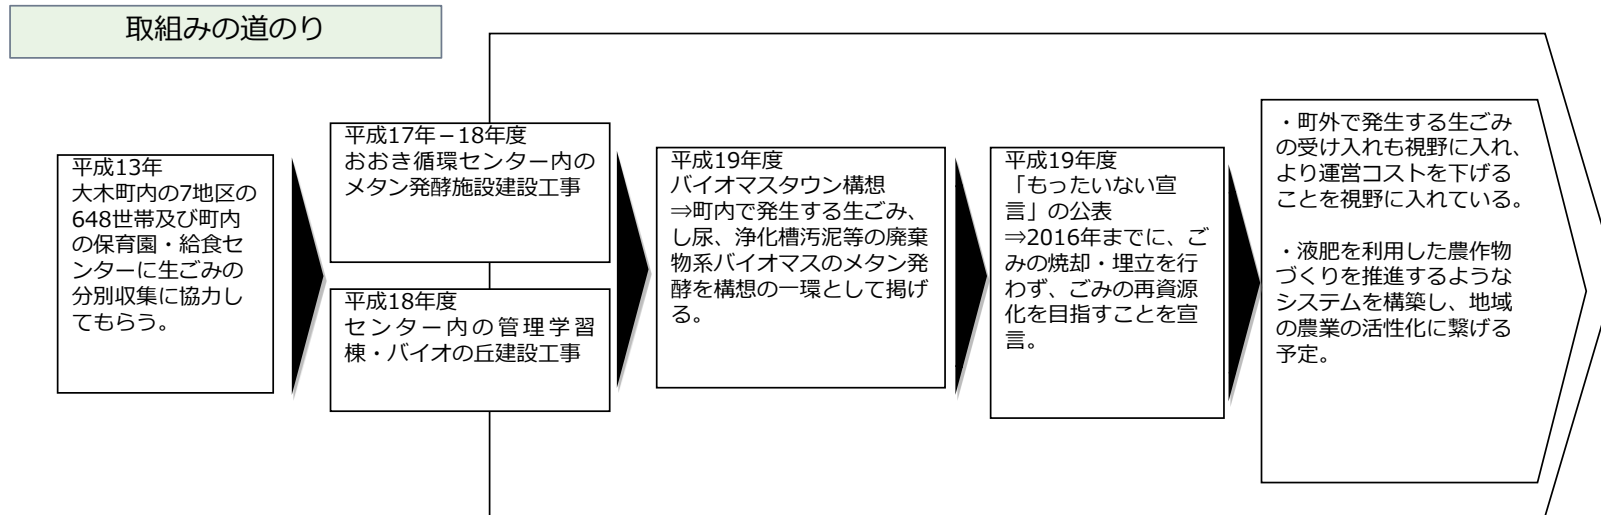 取組みの道のり
平成13年
大木町内の7地区の
648世帯及び町内
の保育園・給食セ
ンターに生ごみの
分別収集に協力し
てもらう。
平成17年－18年度
おおき循環センター内の
メタン発酵施設建設工事
平成18年度
センター内の管理学習
棟・バイオの丘建設工事
平成19年度
バイオマスタウン構想
⇒町内で発生する生ごみ、
し尿、浄化槽汚泥等の廃棄
物系バイオマスのメタン発
酵を構想の一環として掲げ
る。
平成19年度
「もったいない宣
言」の公表
⇒2016年までに、ご
みの焼却・埋立を行
わず、ごみの再資源
化を目指すことを宣
言。
・町外で発生する生ごみ
の受け入れも視野に入れ、
より運営コストを下げる
ことを視野に入れている。
・液肥を利用した農作物
づくりを推進するような
システムを構築し、地域
の農業の活性化に繋げる
予定。